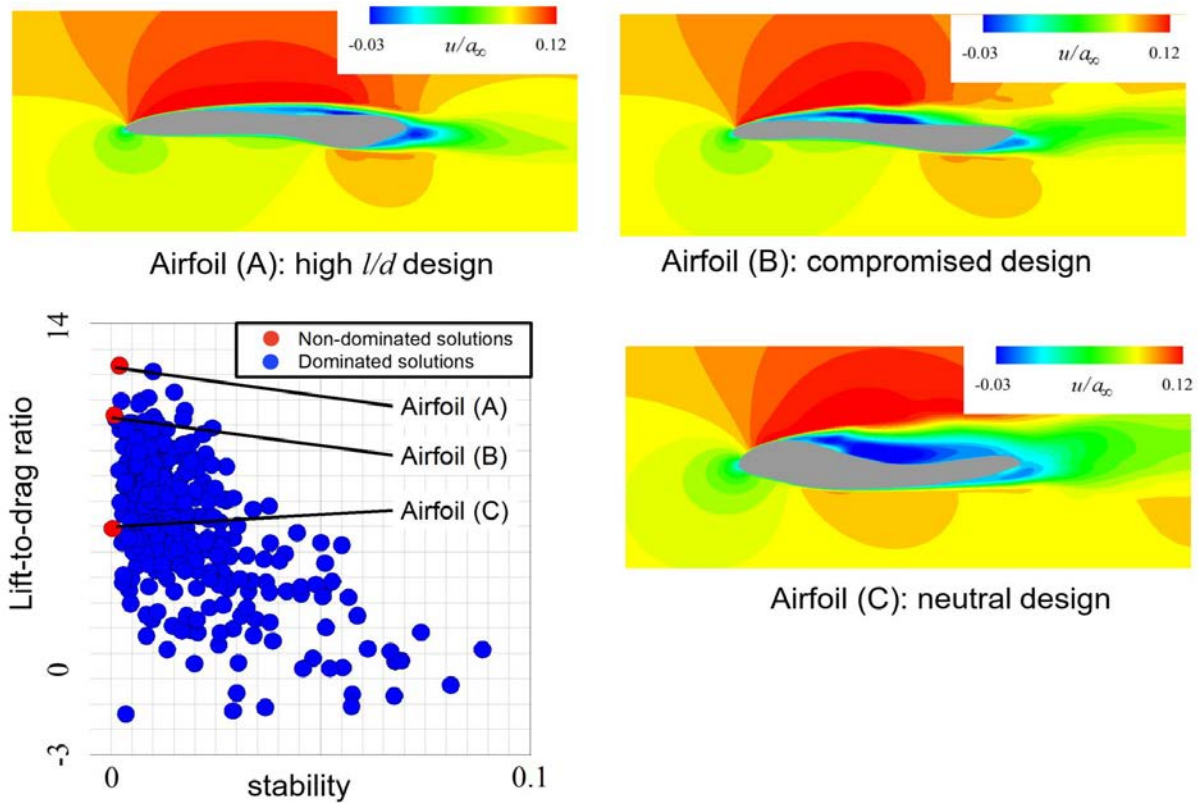 -0.03 u/a∞ 0.12
-0.03 u/a∞ 0.12
Airfoil (A): high l/d design
Airfoil (B): compromised design
14
Non-dominated solutions
Dominated solutions
Airfoil (A)
Airfoil (B)
Airfoil (C)
Lift-to-drag ratio
0
-3
0
stability
0.1
-0.03 u/a∞ 0.12
Airfoil (C): neutral design